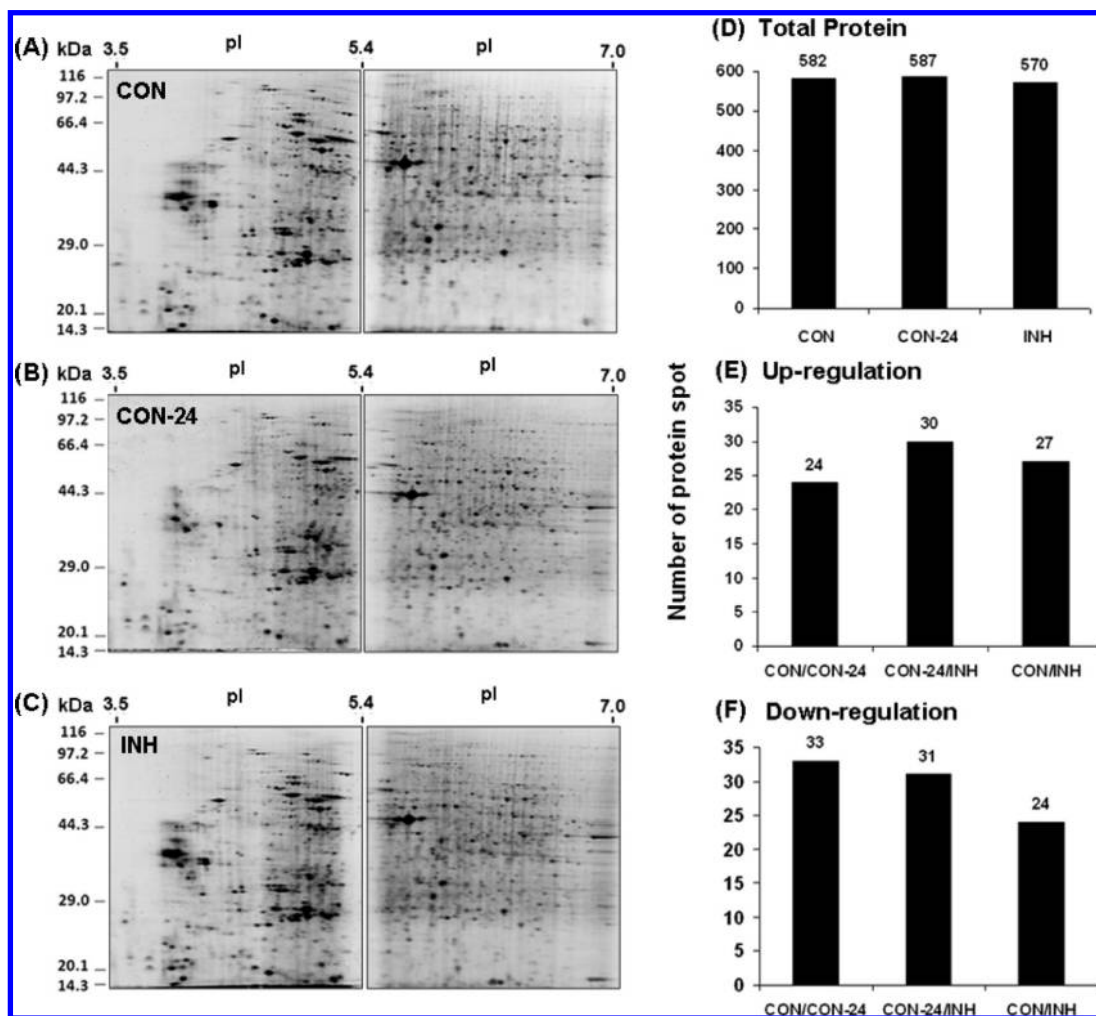 (A) kDa 3.5 pI 5.4 pI 7.0
116
97.2
66.4
44.3
29.0
20.1
14.3
CON
(B) kDa 3.5 pI 5.4 pI 7.0
116
97.2
66.4
44.3
29.0
20.1
14.3
CON-24
(C) kDa 3.5 pI 5.4 pI 7.0
116
97.2
66.4
44.3
29.0
20.1
14.3
INH
(D) Total Protein
582 587 570
600
500
400
300
200
100
0
CON CON-24 INH
Number of protein spot
(E) Up-regulation
35
30
25
20
15
10
5
0
24 30 27
CON/CON-24 CON-24/INH CON/INH
(F) Down-regulation
35
30
25
20
15
10
5
0
33 31 24
CON/CON-24 CON-24/INH CON/INH